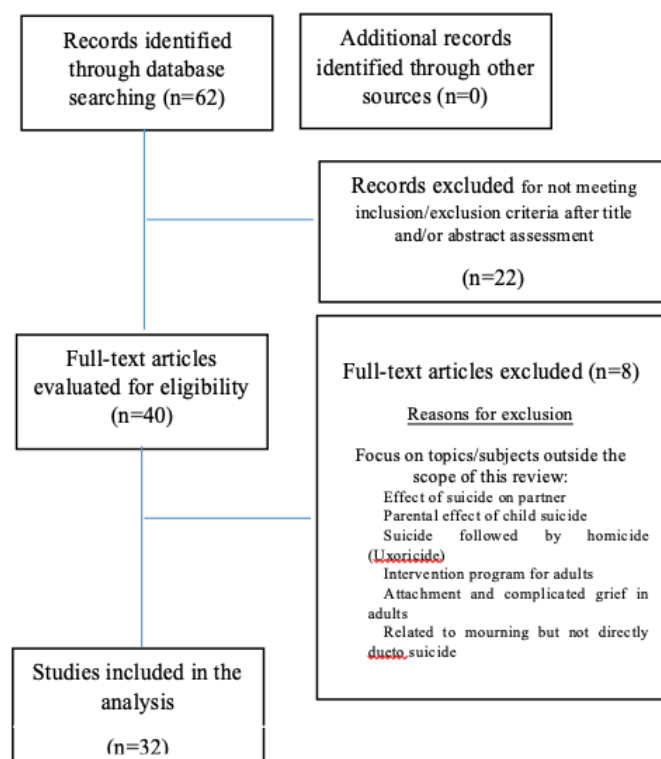 Records identified
through database
searching (n=62)
Additional records
identified through other
sources (n=0)
Records excluded for not meeting
inclusion/exclusion criteria after title
and/or abstract assessment
(n=22)
Full-text articles
evaluated for eligibility
(n=40)
Full-text articles excluded (n=8)
Reasons for exclusion
Focus on topics/subjects outside the
scope of this review:
Effect of suicide on partner
Parental effect of child suicide
Suicide followed by homicide
(Uxoricide)
Intervention program for adults
Attachment and complicated grief in
adults
Related to mourning but not directly
dueto suicide
Studies included in the
analysis
(n=32)